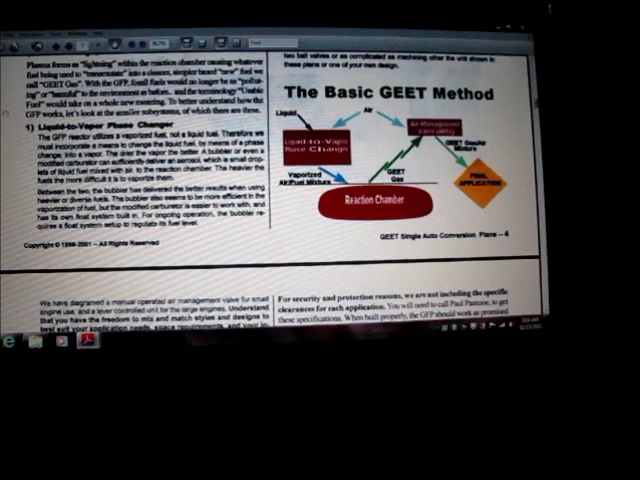 Plasma forms as "lightning" within the reaction chamber causing whatever
fuel being used to "transmutate" into a cleaner, simpler based "new" fuel we
call "GEET Gas". With the GFP, fossil fuels would no longer be "pollut-
ing" or "harmful" to the environment as before.. and the terminology "Usable
Fuel" would take on a whole new meaning. To better understand how the
GFP works, let's look at the smaller subsystems, of which there are three.
1) Liquid-to-Vapor Phase Changer
The GFP reactor utilizes a vaporized fuel, not a liquid fuel. Therefore we
must incorporate a means to change the liquid fuel, by means of a phase
change, into a vapor. The drier the vapor the better. A bubbler or even a
modified carburetor can sufficiently deliver an aerosol, which is small drop-
lets of liquid fuel mixed with air, to the reaction chamber. The heavier the
fuels the more difficult it is to vaporize them.
Between the two, the bubbler has delivered the better results when using
heavier or diverse fuels. The bubbler also seems to be more efficient in the
vaporization of fuel, but the modified carburetor is easier to work with, and
has its own float system built in. For ongoing operation, the bubbler re-
quires a float system setup to regulate its fuel level.
Copyright © 1998-2001 – All Rights Reserved
two ball valves or as complicated as machining other the unit shown in
these plans or one of your own design.
The Basic GEET Method
Liquid
Air
Liquid-to-Vapor
Phase Change
Air Management
GEET Gas/Air
Mixture
Vaporized
Air/Fuel Mixture
GEET
Gas
FINAL
APPLICATION
Reaction Chamber
GEET Single Auto Conversion Plans – 4
We have diagramed a manual operated air management valve for small
engine use, and a lever controlled unit for the large engines. Understand
that you have the freedom to mix and match styles and designs to
best suit your application needs, space requirements, and your in-
For security and protection reasons, we are not including the specific
clearances for each application. You will need to call Paul Pantone, to get
these specifications. When built properly, the GFP should work as promised